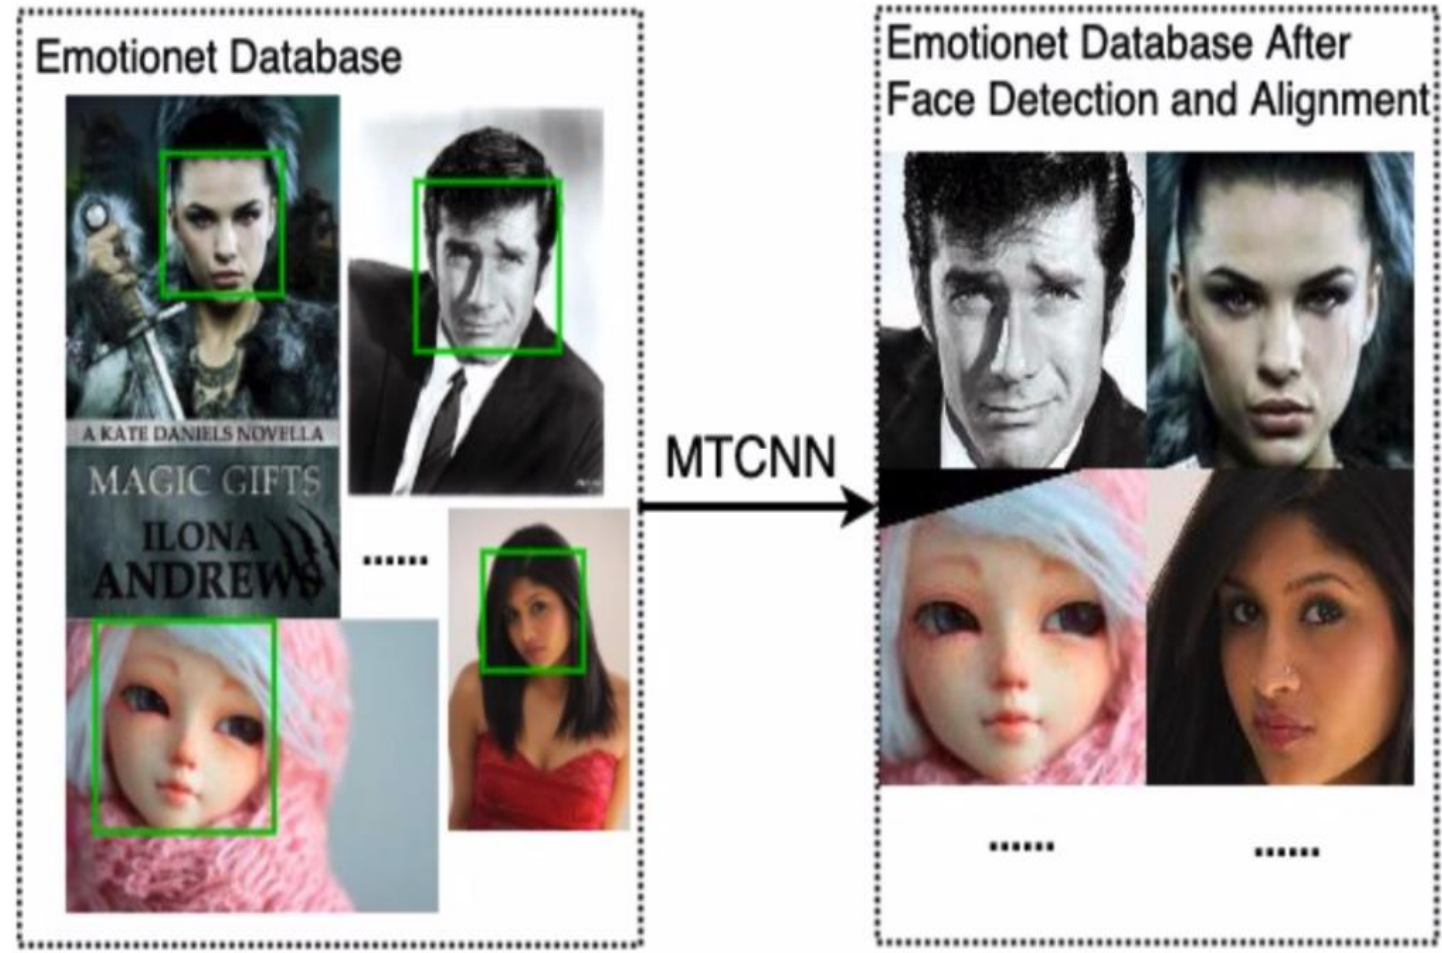 Emotionet Database
A KATE DANIELS NOVELLA
MAGIC GIFTS
ILONA
ANDREWS
......
MTCNN
Emotionet Database After
Face Detection and Alignment
......
......